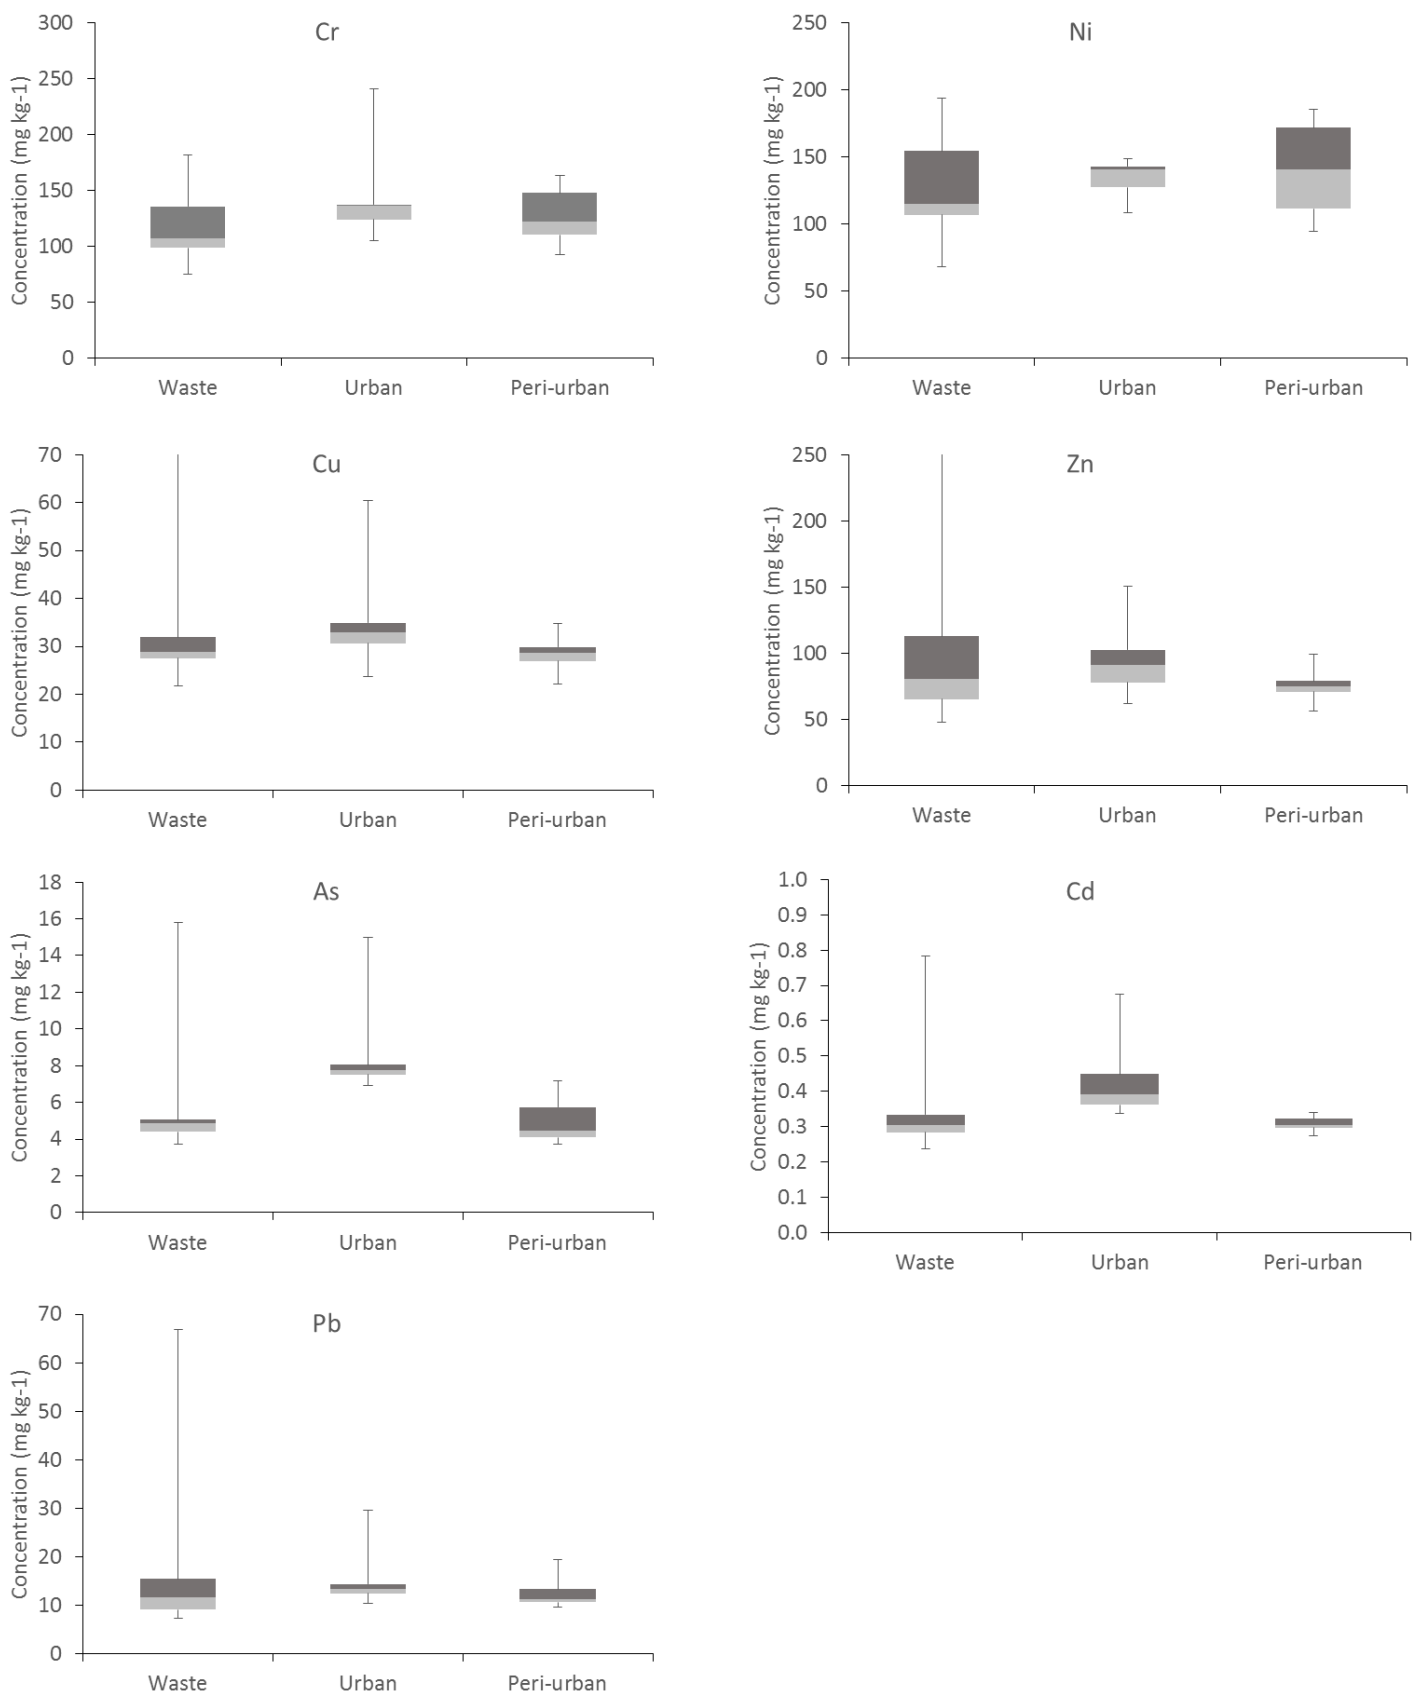 Cr
Concentration (mg kg-1)
300
250
200
150
100
50
0
Waste Urban Peri-urban
Ni
Concentration (mg kg-1)
250
200
150
100
50
0
Waste Urban Peri-urban
Cu
Concentration (mg kg-1)
70
60
50
40
30
20
10
0
Waste Urban Peri-urban
Zn
Concentration (mg kg-1)
250
200
150
100
50
0
Waste Urban Peri-urban
As
Concentration (mg kg-1)
18
16
14
12
10
8
6
4
2
0
Waste Urban Peri-urban
Cd
Concentration (mg kg-1)
1.0
0.9
0.8
0.7
0.6
0.5
0.4
0.3
0.2
0.1
0.0
Waste Urban Peri-urban
Pb
Concentration (mg kg-1)
70
60
50
40
30
20
10
0
Waste Urban Peri-urban